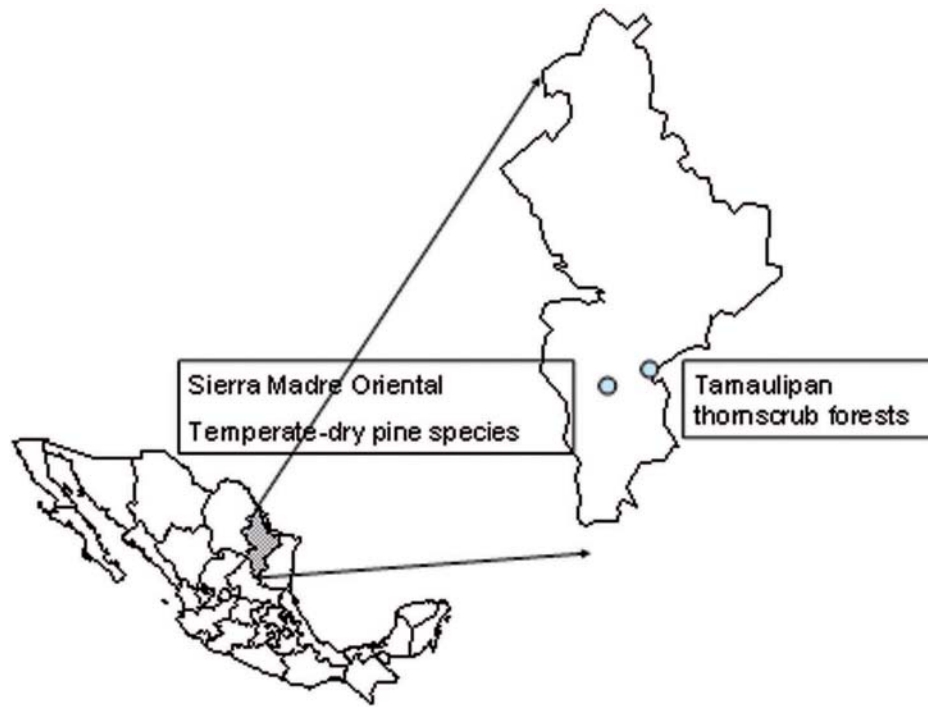 Sierra Madre Oriental
Temperate-dry pine species
Tamaulipan
thornscrub forests